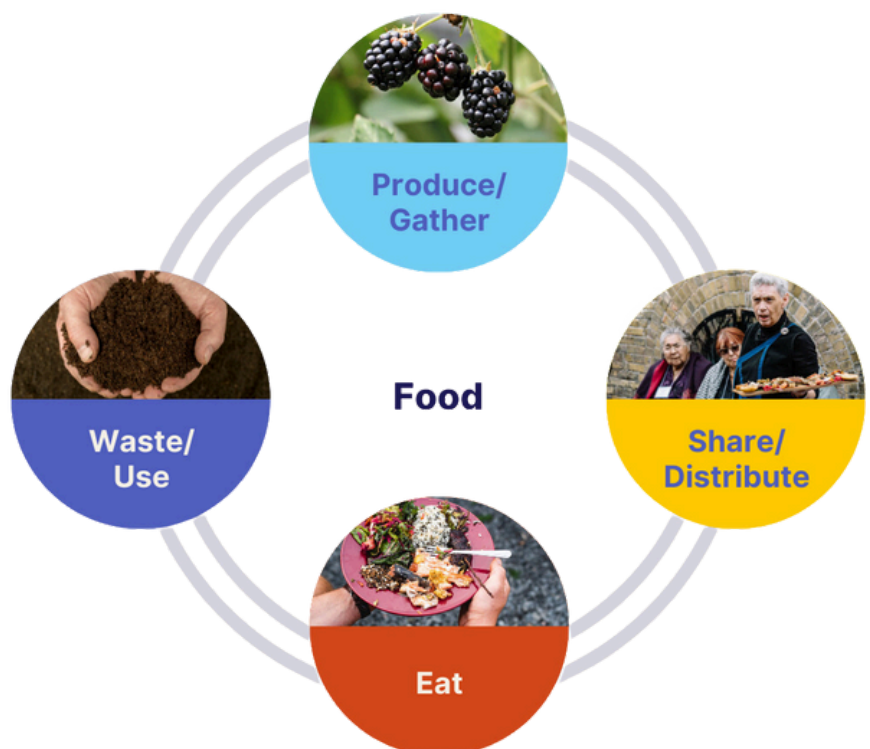 Produce/
Gather
Food
Share/
Distribute
Eat
Waste/
Use